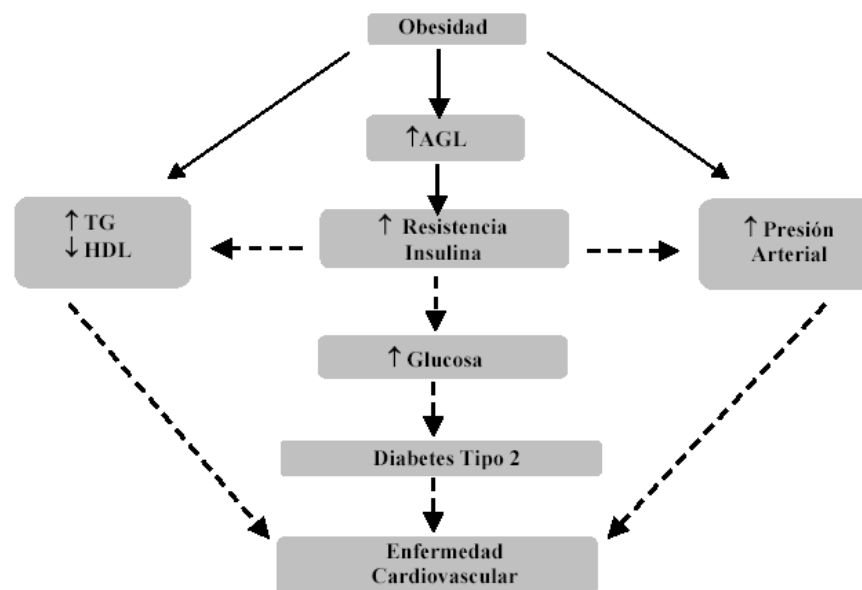 Obesidad
↑AGL
↑ TG
↓ HDL
↑ Resistencia
Insulina
↑ Presión
Arterial
↑ Glucosa
Diabetes Tipo 2
Enfermedad
Cardiovascular